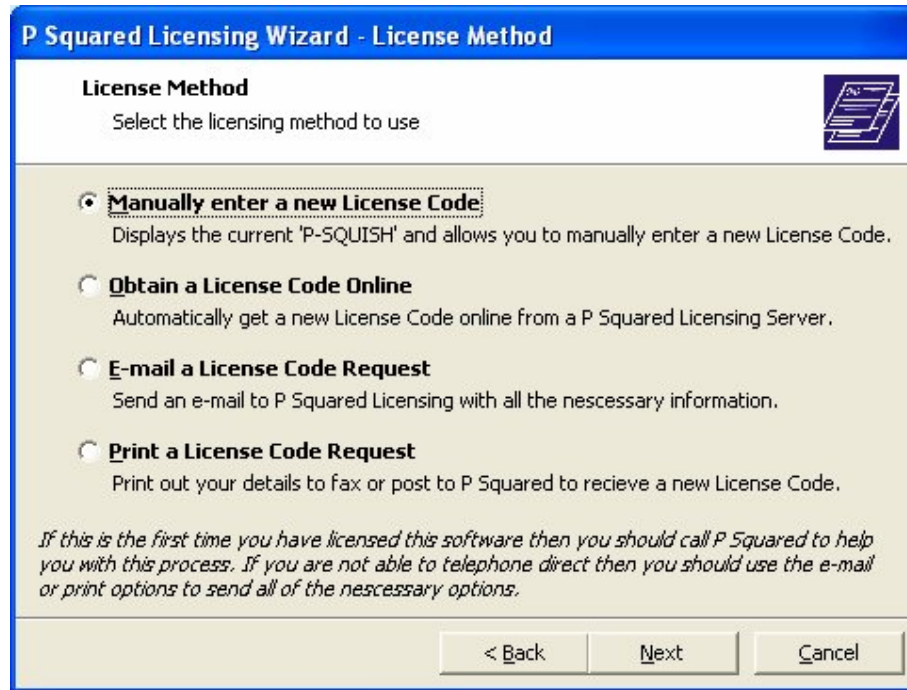 P Squared Licensing Wizard - License Method
License Method
Select the licensing method to use
Manually enter a new License Code
Displays the current 'P-SQUISH' and allows you to manually enter a new License Code.
Obtain a License Code Online
Automatically get a new License Code online from a P Squared Licensing Server.
E-mail a License Code Request
Send an e-mail to P Squared Licensing with all the nescessary information.
Print a License Code Request
Print out your details to fax or post to P Squared to recieve a new License Code.
If this is the first time you have licensed this software then you should call P Squared to help
you with this process. If you are not able to telephone direct then you should use the e-mail
or print options to send all of the nescessary options.
< Back
Next
Cancel